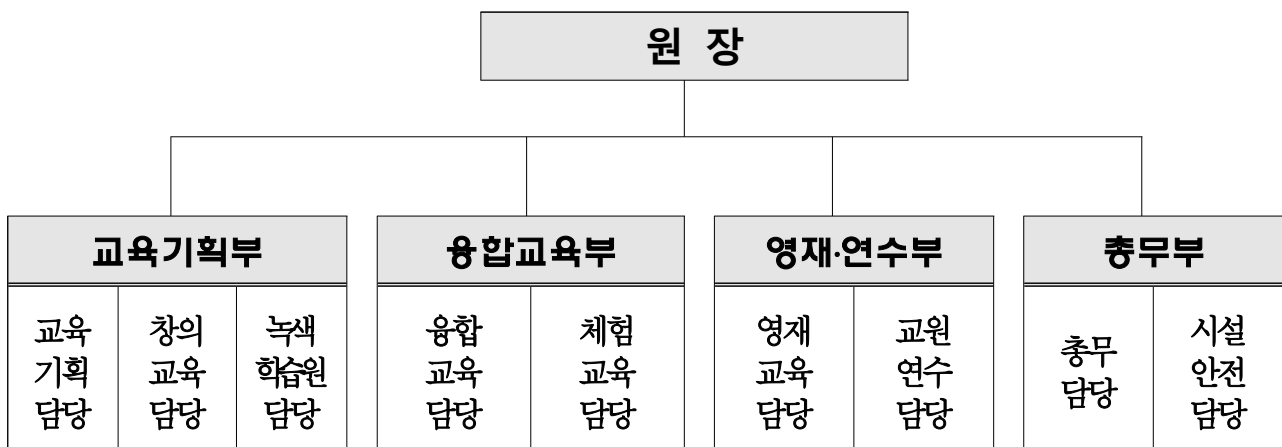 원 장
교육기획부
교육
기획
담당
창의
교육
담당
녹색
학습원
담당
융합교육부
융합
교육
담당
체험
교육
담당
영재·연수부
영재
교육
담당
교원
연수
담당
총무부
총무
담당
시설
안전
담당